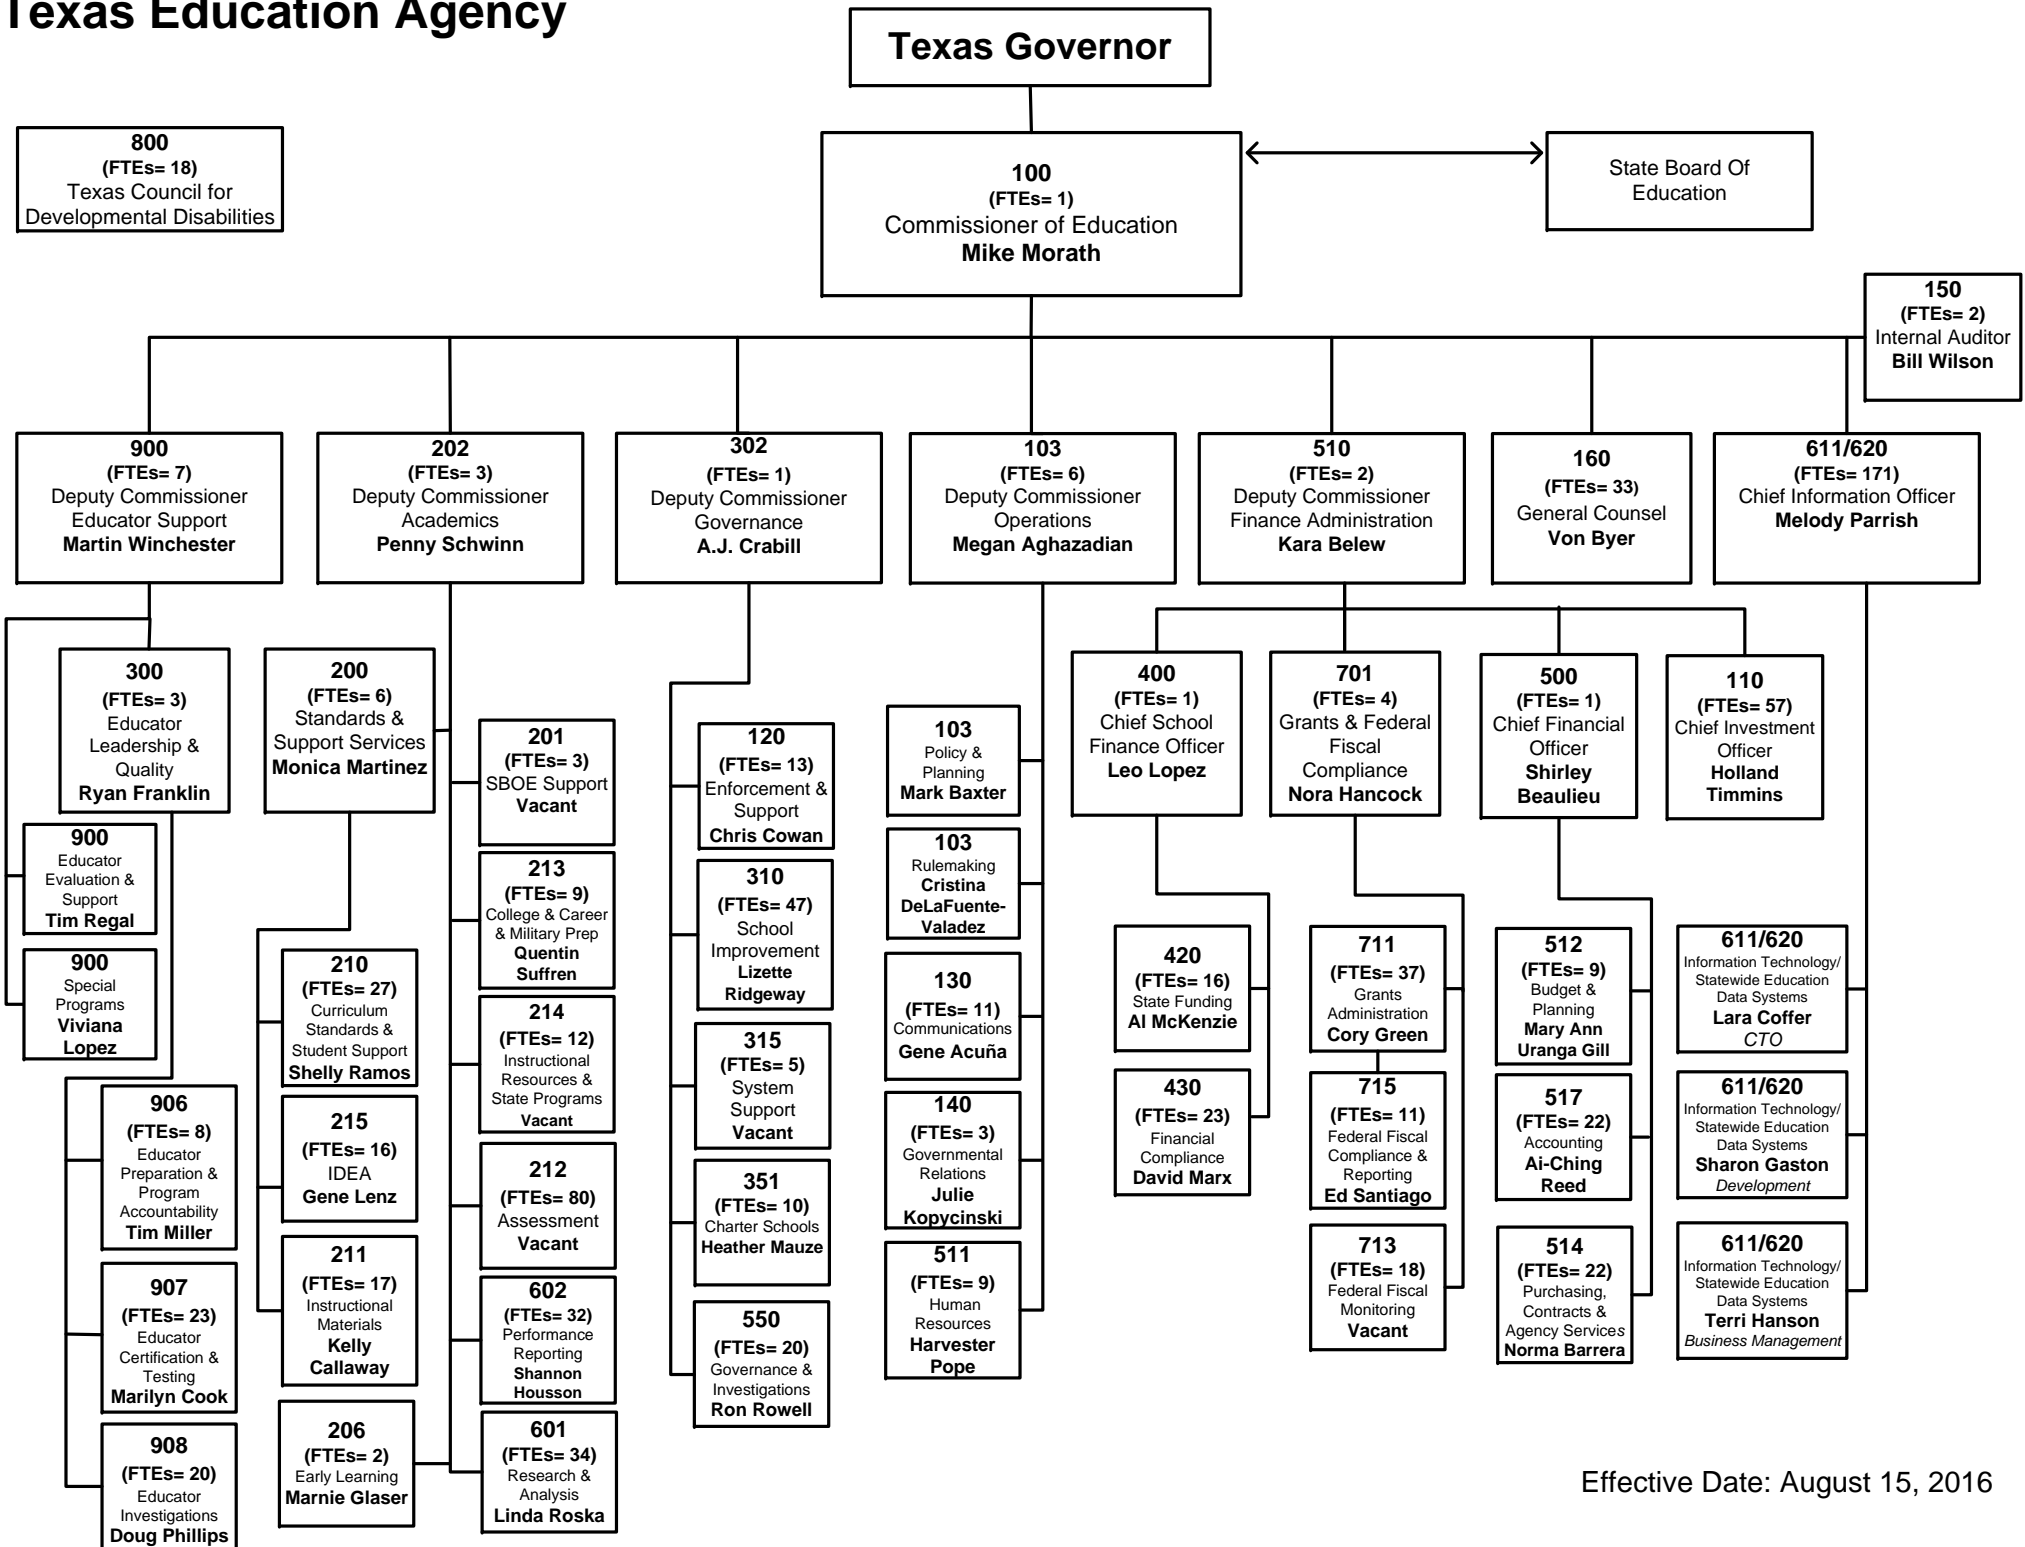 Texas Education Agency
Texas Governor
800
(FTEs= 18)
Texas Council for
Developmental Disabilities
100
(FTEs= 1)
Commissioner of Education
Mike Morath
State Board Of
Education
150
(FTEs= 2)
Internal Auditor
Bill Wilson
900
(FTEs= 7)
Deputy Commissioner
Educator Support
Martin Winchester
202
(FTEs= 3)
Deputy Commissioner
Academics
Penny Schwinn
302
(FTEs= 1)
Deputy Commissioner
Governance
A.J. Crabill
103
(FTEs= 6)
Deputy Commissioner
Operations
Megan Aghazadian
510
(FTEs= 2)
Deputy Commissioner
Finance Administration
Kara Belew
160
(FTEs= 33)
General Counsel
Von Byer
611/620
(FTEs= 171)
Chief Information Officer
Melody Parrish
300
(FTEs= 3)
Educator
Leadership &
Quality
Ryan Franklin
900
Educator
Evaluation &
Support
Tim Regal
900
Special
Programs
Viviana
Lopez
906
(FTEs= 8)
Educator
Preparation &
Program
Accountability
Tim Miller
907
(FTEs= 23)
Educator
Certification &
Testing
Marilyn Cook
908
(FTEs= 20)
Educator
Investigations
Doug Phillips
200
(FTEs= 6)
Standards &
Support Services
Monica Martinez
210
(FTEs= 27)
Curriculum
Standards &
Student Support
Shelly Ramos
215
(FTEs= 16)
IDEA
Gene Lenz
211
(FTEs= 17)
Instructional
Materials
Kelly
Callaway
206
(FTEs= 2)
Early Learning
Marnie Glaser
201
(FTEs= 3)
SBOE Support
Vacant
213
(FTEs= 9)
College & Career
& Military Prep
Quentin
Suffren
214
(FTEs= 12)
Instructional
Resources &
State Programs
Vacant
212
(FTEs= 80)
Assessment
Vacant
602
(FTEs= 32)
Performance
Reporting
Shannon
Housson
601
(FTEs= 34)
Research &
Analysis
Linda Roska
120
(FTEs= 13)
Enforcement &
Support
Chris Cowan
310
(FTEs= 47)
School
Improvement
Lizette
Ridgeway
315
(FTEs= 5)
System
Support
Vacant
351
(FTEs= 10)
Charter Schools
Heather Mauze
550
(FTEs= 20)
Governance &
Investigations
Ron Rowell
103
Policy &
Planning
Mark Baxter
103
Rulemaking
Cristina
DeLaFuente-
Valadez
130
(FTEs= 11)
Communications
Gene Acuña
140
(FTEs= 3)
Governmental
Relations
Julie
Kopycinski
511
(FTEs= 9)
Human
Resources
Harvester
Pope
400
(FTEs= 1)
Chief School
Finance Officer
Leo Lopez
420
(FTEs= 16)
State Funding
Al McKenzie
430
(FTEs= 23)
Financial
Compliance
David Marx
701
(FTEs= 4)
Grants & Federal
Fiscal
Compliance
Nora Hancock
711
(FTEs= 37)
Grants
Administration
Cory Green
715
(FTEs= 11)
Federal Fiscal
Compliance &
Reporting
Ed Santiago
713
(FTEs= 18)
Federal Fiscal
Monitoring
Vacant
500
(FTEs= 1)
Chief Financial
Officer
Shirley
Beaulieu
512
(FTEs= 9)
Budget &
Planning
Mary Ann
Uranga Gill
517
(FTEs= 22)
Accounting
Ai-Ching
Reed
514
(FTEs= 22)
Purchasing,
Contracts &
Agency Services
Norma Barrera
110
(FTEs= 57)
Chief Investment
Officer
Holland
Timmins
611/620
Information Technology/
Statewide Education
Data Systems
Lara Coffer
CTO
611/620
Information Technology/
Statewide Education
Data Systems
Sharon Gaston
Development
611/620
Information Technology/
Statewide Education
Data Systems
Terri Hanson
Business Management
Effective Date: August 15, 2016